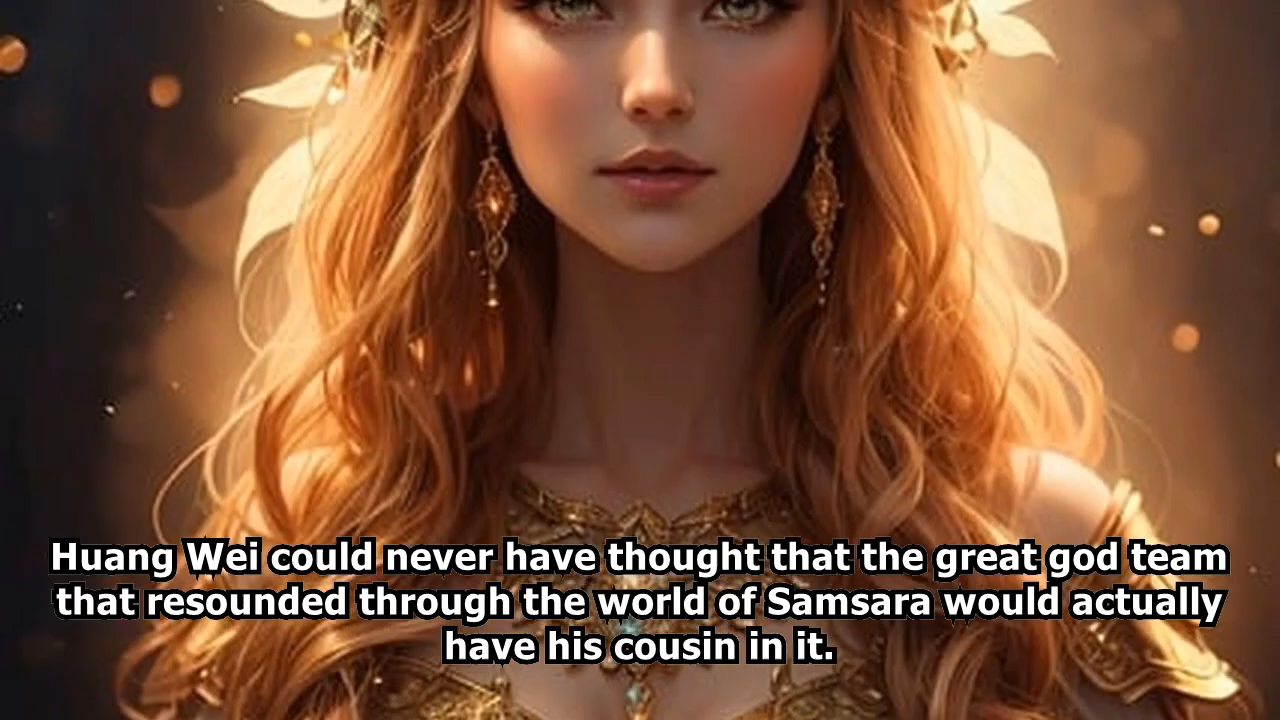 Huang Wei could never have thought that the great god team
that resounded through the world of Samsara would actually
have his cousin in it.